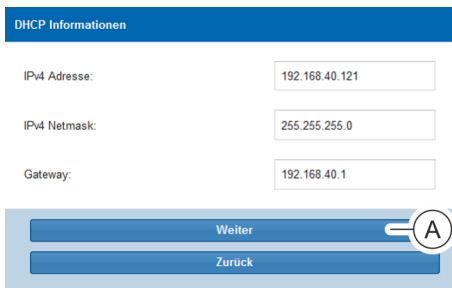 DHCP Informationen
IPv4 Adresse: 192.168.40.121
IPv4 Netmask: 255.255.255.0
Gateway: 192.168.40.1
Weiter
A
Zurück